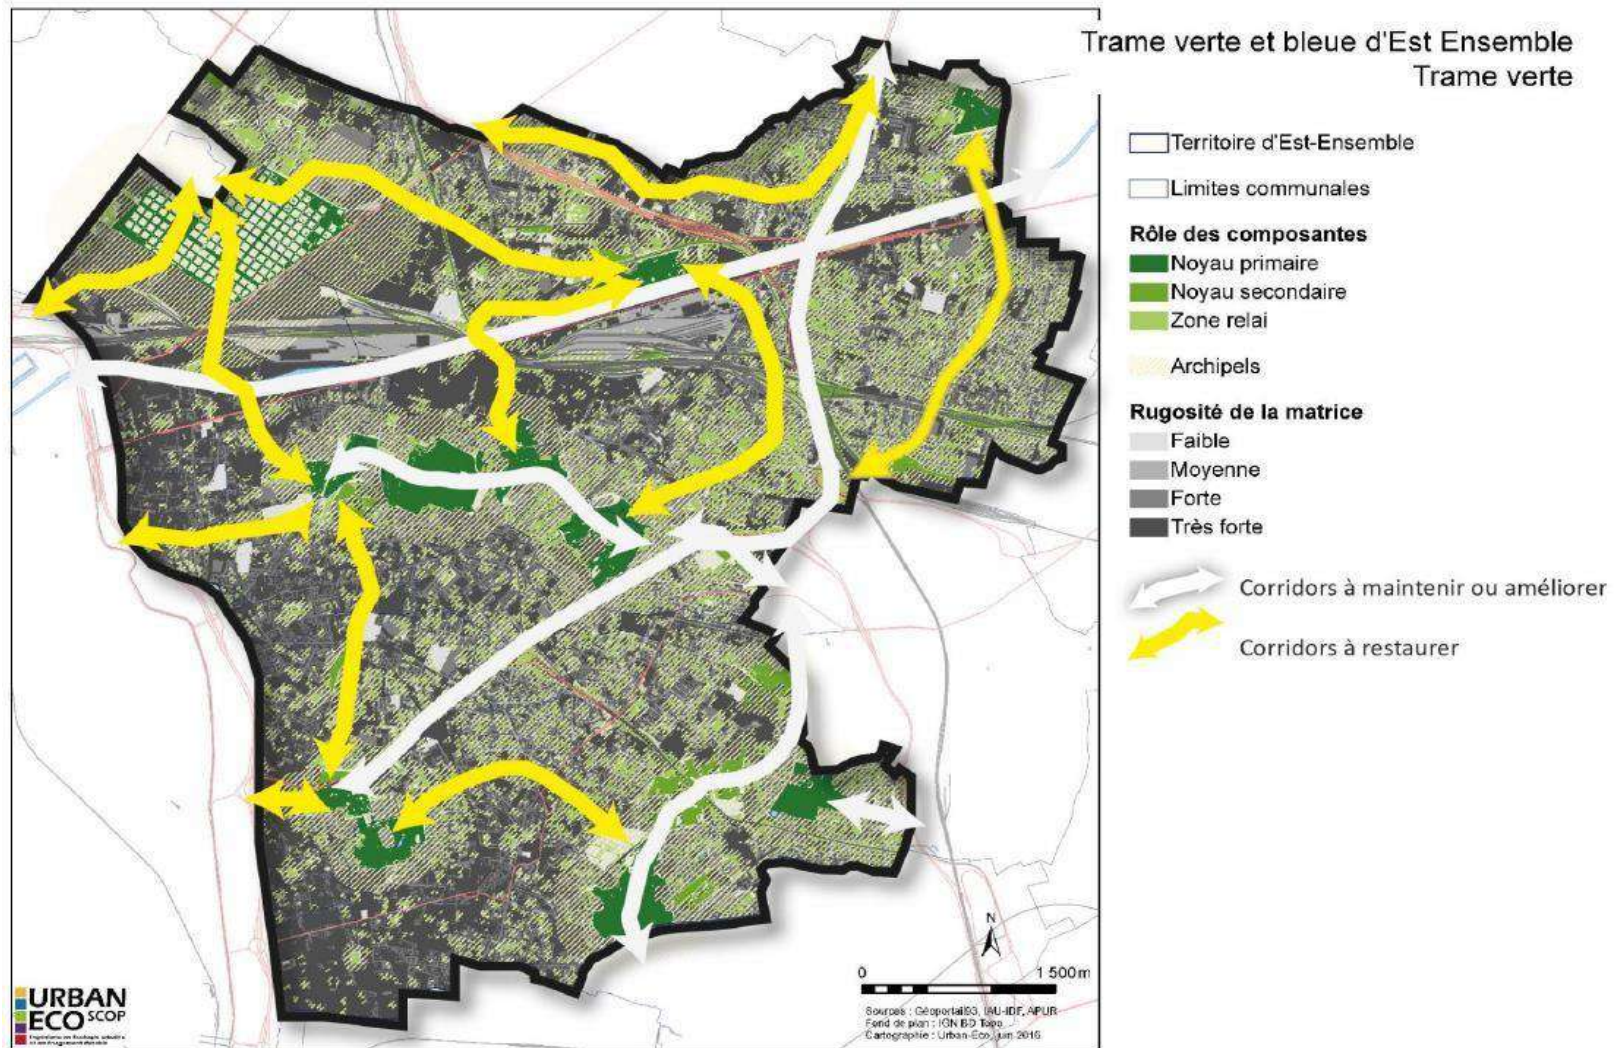 Trame verte et bleue d'Est Ensemble
Trame verte
Territoire d'Est-Ensemble
Limites communales
Rôle des composantes
Noyau primaire
Noyau secondaire
Zone relai
Archipels
Rugosité de la matrice
Faible
Moyenne
Forte
Très forte
Corridors à maintenir ou améliorer
Corridors à restaurer
N
0 1 500 m
Sources : Géoportail93, IAU-IDF, APUR
Fond de plan : IGN BD Topo
Cartographie : Urban-Eco, juin 2016
URBAN
ECO SCOP